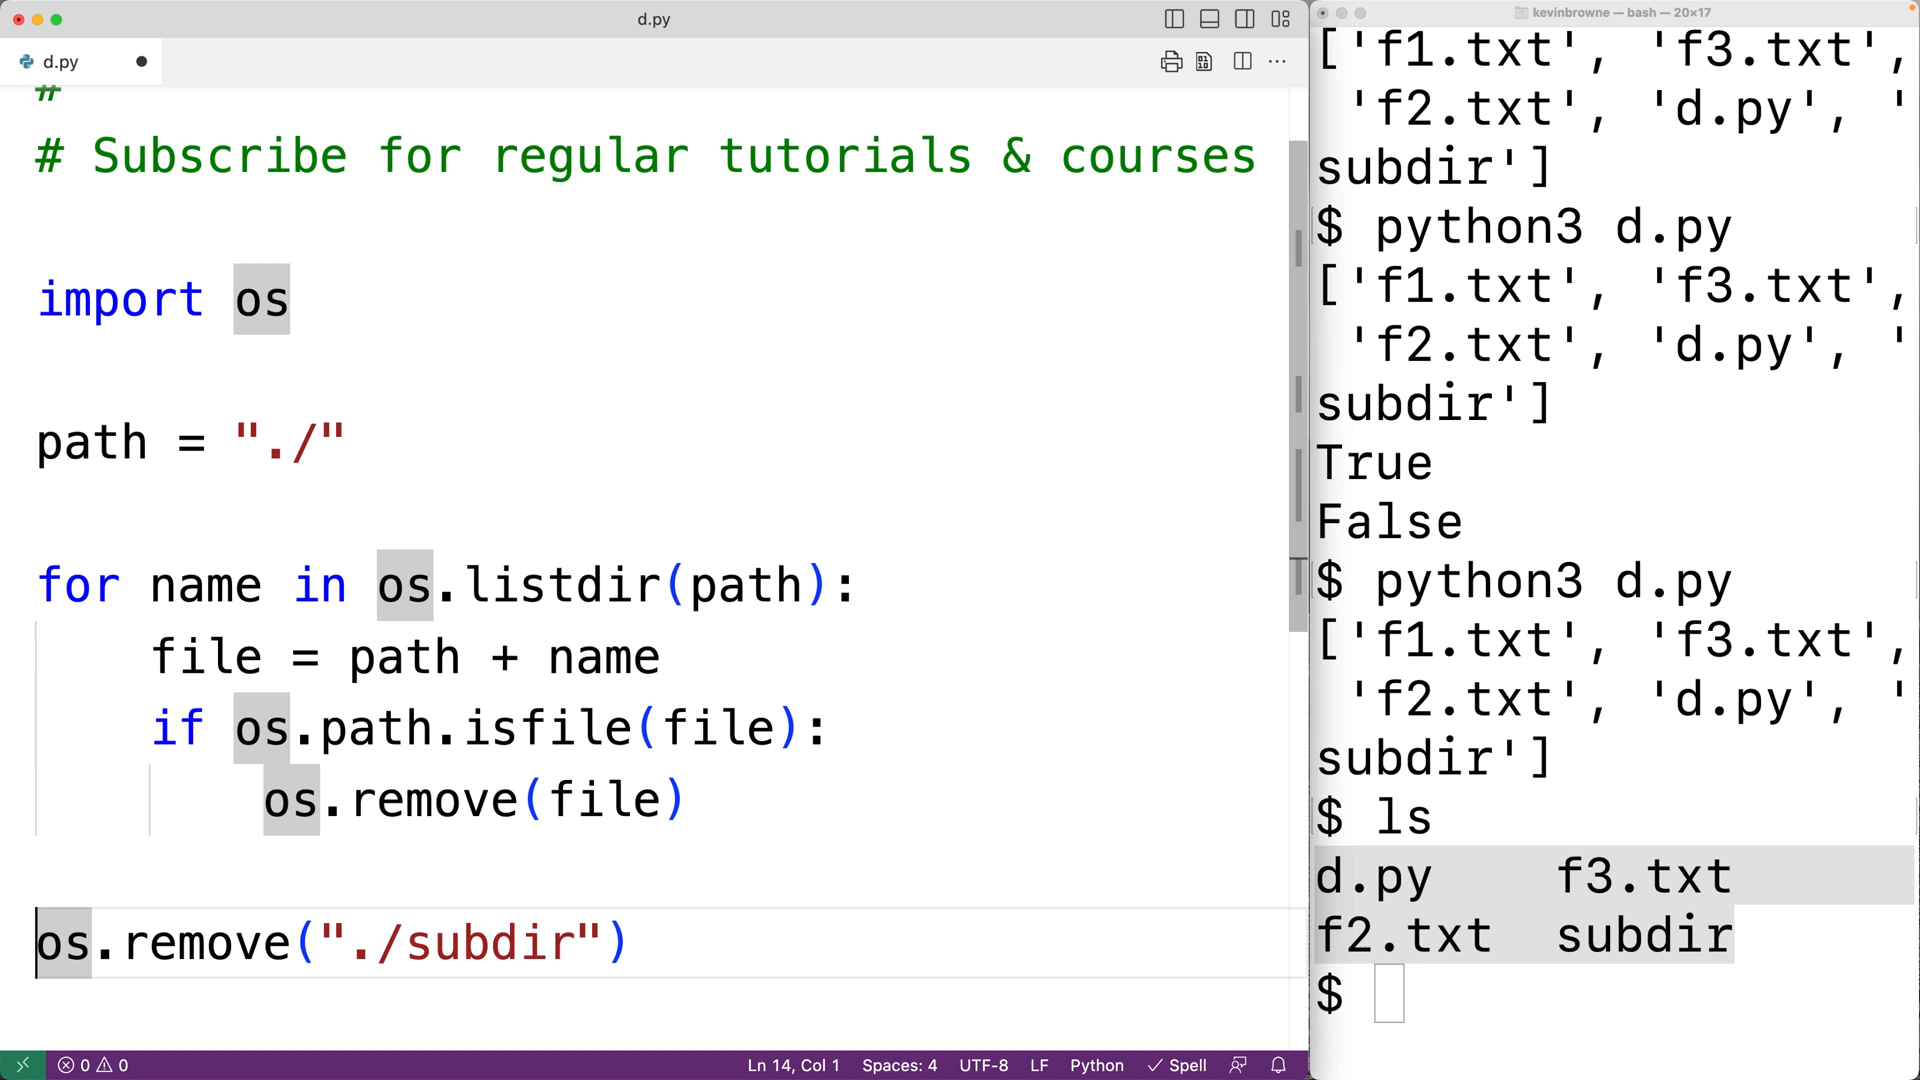 d.py
d.py
#
# Subscribe for regular tutorials & courses
import os
path = "./"
for name in os.listdir(path):
file = path + name
if os.path.isfile(file):
os.remove(file)
os.remove("./subdir")
0 0
Ln 14, Col 1 Spaces: 4 UTF-8 LF Python Spell
kevinbrowne — bash — 20×17
['f1.txt', 'f3.txt',
'f2.txt', 'd.py', '
subdir']
$ python3 d.py
['f1.txt', 'f3.txt',
'f2.txt', 'd.py', '
subdir']
True
False
$ python3 d.py
['f1.txt', 'f3.txt',
'f2.txt', 'd.py', '
subdir']
$ ls
d.py f3.txt
f2.txt subdir
$